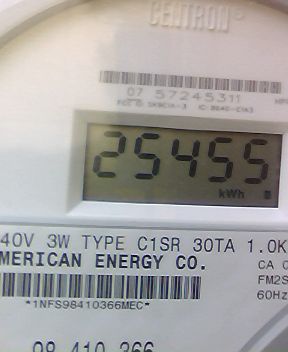 CENTRON®
07 57245311
25455
kWh
40V 3W TYPE C1SR 30TA 1.0K
MERICAN ENERGY CO.
CA 0
FM2S
60Hz
*1NFS98410366MEC*
98 410 366